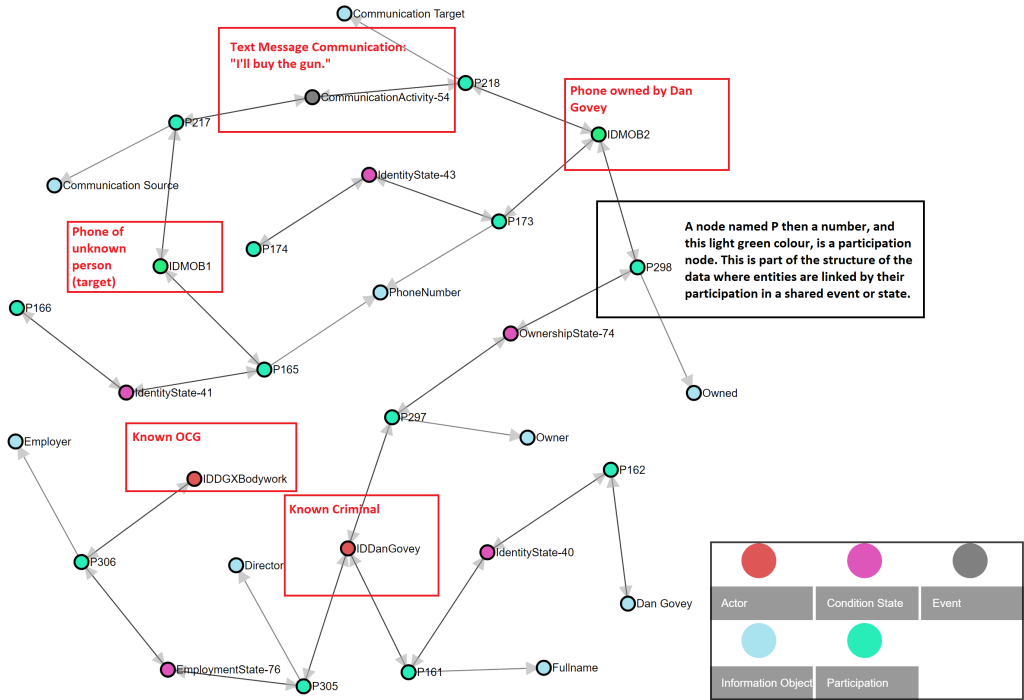 Communication Target
Text Message Communication:
"I'll buy the gun."
CommunicationActivity-54
P218
Phone owned by Dan
Govey
IDMOB2
P217
Communication Source
IdentityState-43
P173
P174
Phone of
unknown
person
(target)
IDMOB1
A node named P then a number, and
this light green colour, is a participation
node. This is part of the structure of the
data where entities are linked by their
participation in a shared event or state.
P298
PhoneNumber
P166
OwnershipState-74
P165
IdentityState-41
Owned
P297
Owner
Employer
Known OCG
IDDGXBodywork
P162
Known Criminal
IDDanGovey
IdentityState-40
P306
Director
Dan Govey
EmploymentState-76
P305
P161
Fullname
Actor
Condition State
Event
Information Object
Participation